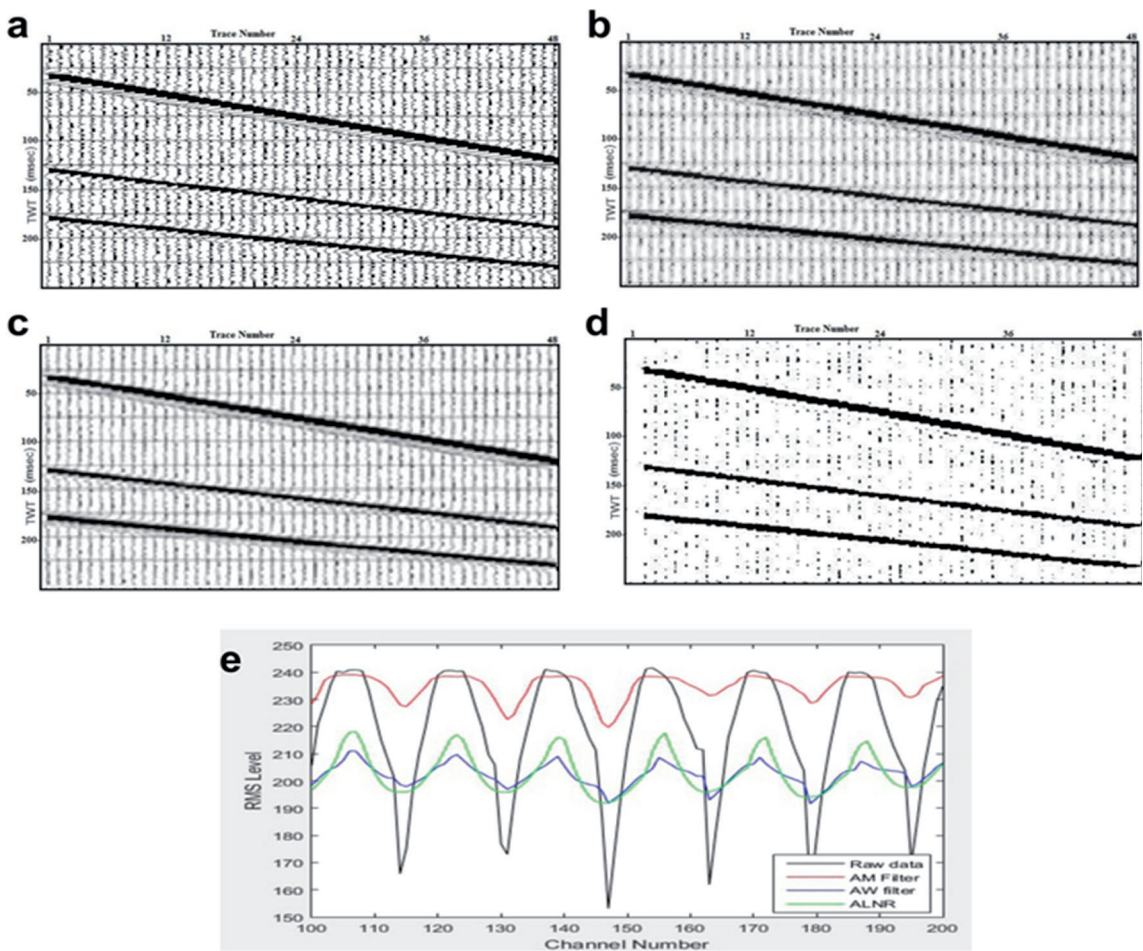 a
Trace Number
1 12 24 36 48
50
100
150
200
TWT (msec)
b
Trace Number
1 12 24 36 48
50
100
150
200
TWT (msec)
c
Trace Number
1 12 24 36 48
50
100
150
200
TWT (msec)
d
Trace Number
12 24 36 48
50
100
150
200
TWT (msec)
e
250
240
230
220
210
200
190
180
170
160
150
RMS Level
100 110 120 130 140 150 160 170 180 190 200
Channel Number
Raw data
AM Filter
AW filter
ALNR